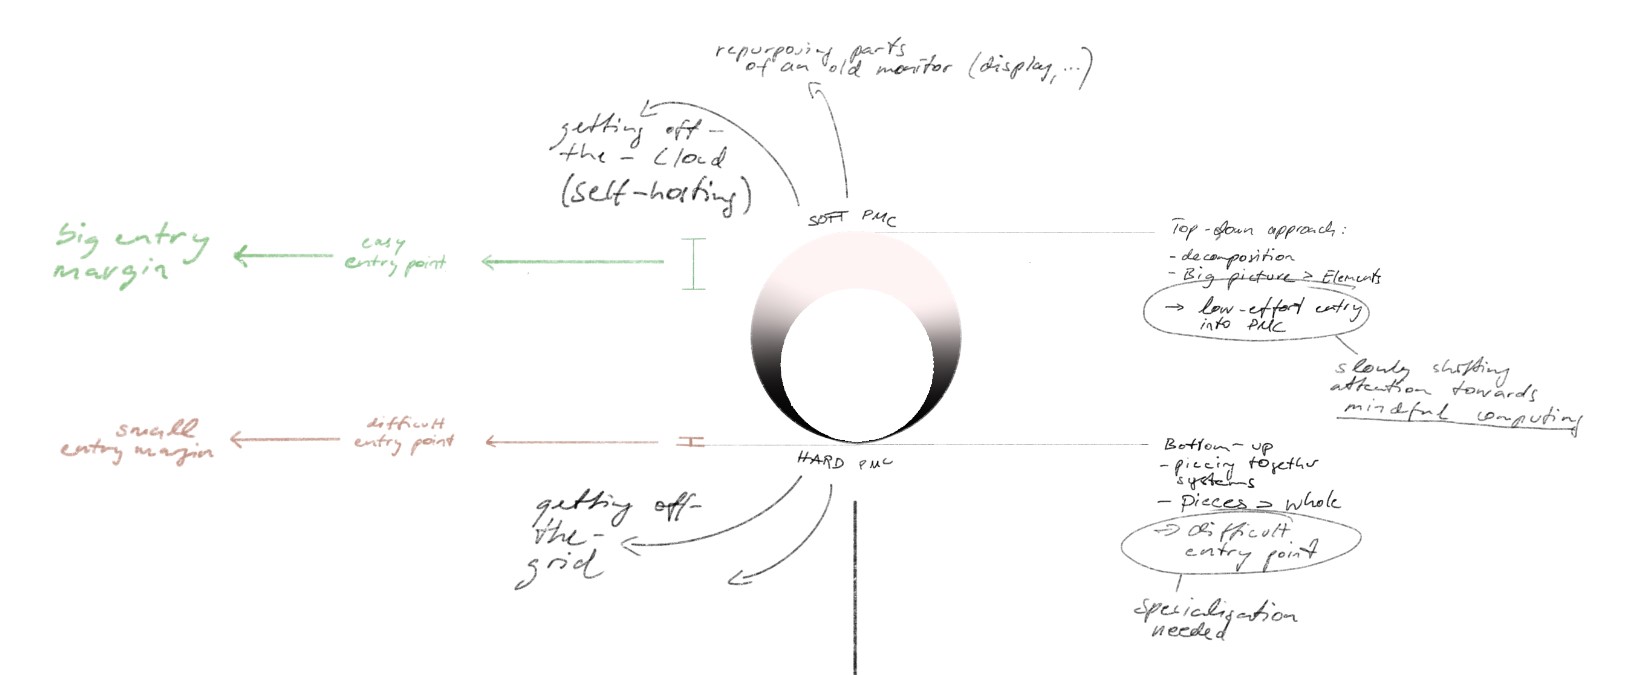 repurposing parts
of an old monitor (display, ...)
getting off-
the-cloud
(self-hosting)
SOFT PMC
big entry
margin
easy
entry point
Top-down approach:
- decomposition
- Big picture > Elements
→ low-effort entry
into PMC
slowly shifting
attention towards
mindful computing
small
entry margin
difficult
entry point
HARD PMC
Bottom-up
- piecing together
systems
- pieces > whole
→ difficult
entry point
specialization
needed
getting off-
the-
grid